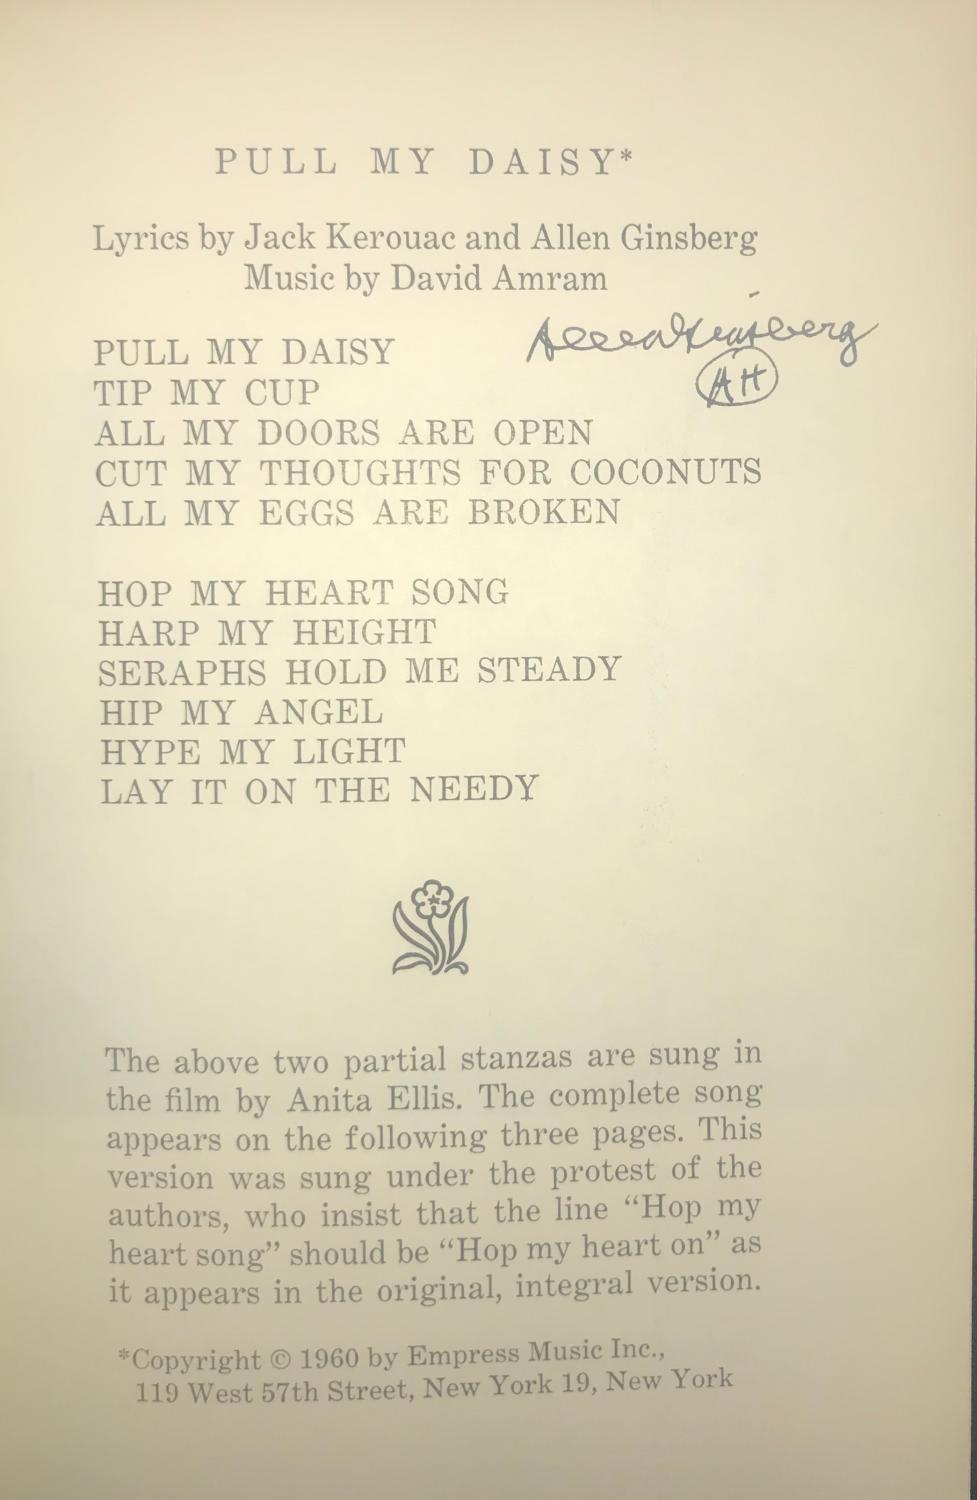 PULL MY DAISY*
Lyrics by Jack Kerouac and Allen Ginsberg
Music by David Amram
Allen Ginsberg
AH
PULL MY DAISY
TIP MY CUP
ALL MY DOORS ARE OPEN
CUT MY THOUGHTS FOR COCONUTS
ALL MY EGGS ARE BROKEN
HOP MY HEART SONG
HARP MY HEIGHT
SERAPHS HOLD ME STEADY
HIP MY ANGEL
HYPE MY LIGHT
LAY IT ON THE NEEDY
The above two partial stanzas are sung in
the film by Anita Ellis. The complete song
appears on the following three pages. This
version was sung under the protest of the
authors, who insist that the line “Hop my
heart song” should be “Hop my heart on” as
it appears in the original, integral version.
*Copyright © 1960 by Empress Music Inc.,
119 West 57th Street, New York 19, New York